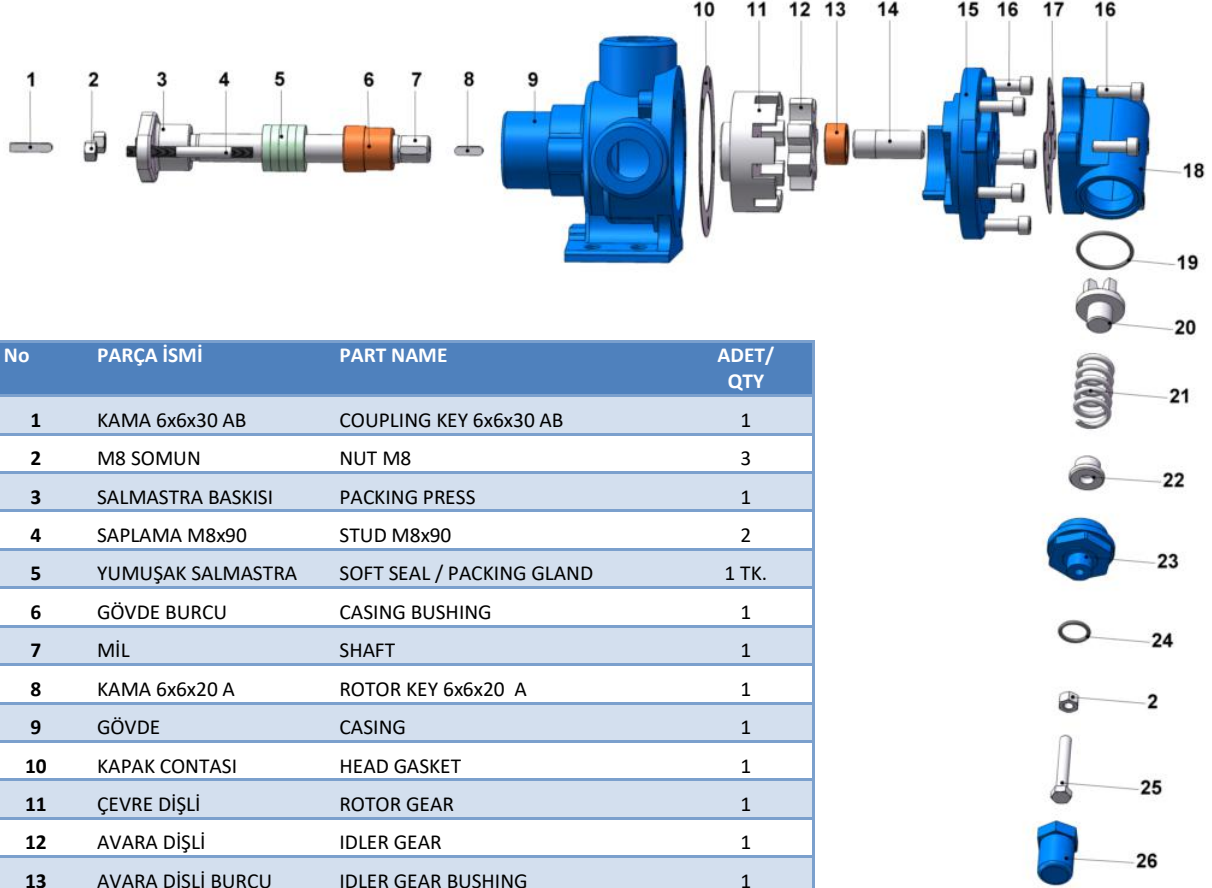 10 11 12 13 14 15 16 17 16
1 2 3 4 5 6 7 8 9
18
19
20
21
22
23
24
2
25
26
No PARÇA İSMİ PART NAME ADET/
QTY
1 KAMA 6x6x30 AB COUPLING KEY 6x6x30 AB 1
2 M8 SOMUN NUT M8 3
3 SALMASTRA BASKISI PACKING PRESS 1
4 SAPLAMA M8x90 STUD M8x90 2
5 YUMUŞAK SALMASTRA SOFT SEAL / PACKING GLAND 1 TK.
6 GÖVDE BURCU CASING BUSHING 1
7 MİL SHAFT 1
8 KAMA 6x6x20 A ROTOR KEY 6x6x20 A 1
9 GÖVDE CASING 1
10 KAPAK CONTASI HEAD GASKET 1
11 ÇEVRE DİŞLİ ROTOR GEAR 1
12 AVARA DİŞLİ IDLER GEAR 1
13 AVARA DİŞLİ BURCU IDLER GEAR BUSHING 1